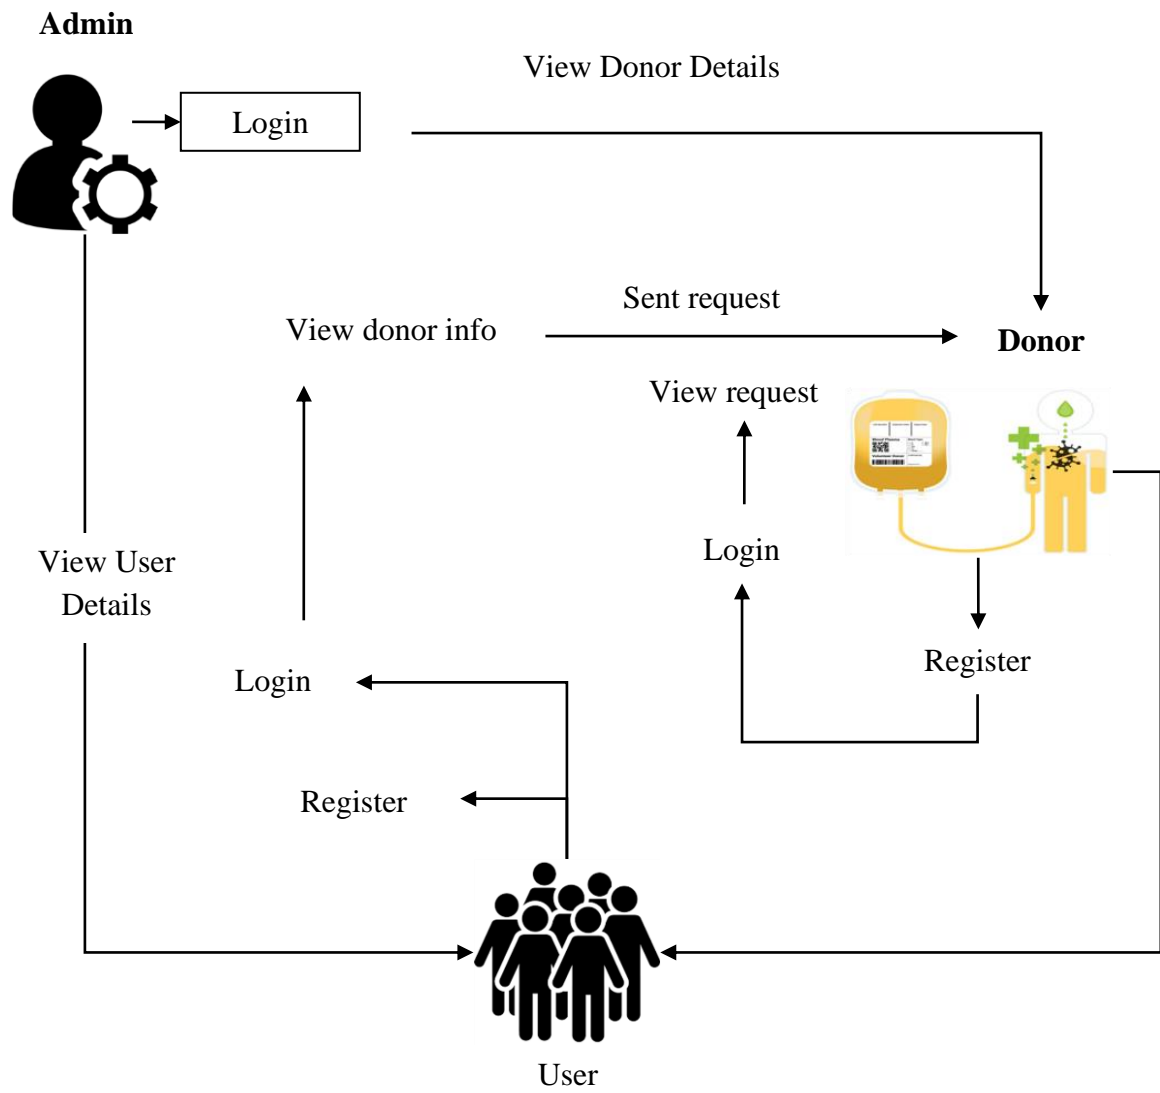 Admin
View Donor Details
Login
Sent request
View donor info
Donor
View request
Login
View User
Details
Register
Login
Register
User